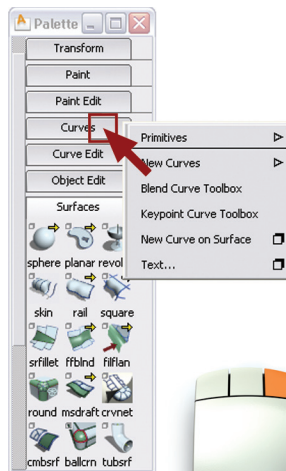 Palette
Transform
Paint
Paint Edit
Curves
Curve Edit
Object Edit
Surfaces
Primitives
New Curves
Blend Curve Toolbox
Keypoint Curve Toolbox
New Curve on Surface
Text...
sphere planar revol
skin rail square
srfillet ffblnd filflan
round msdraft crvnet
cmbsrf ballcrn tubsrf